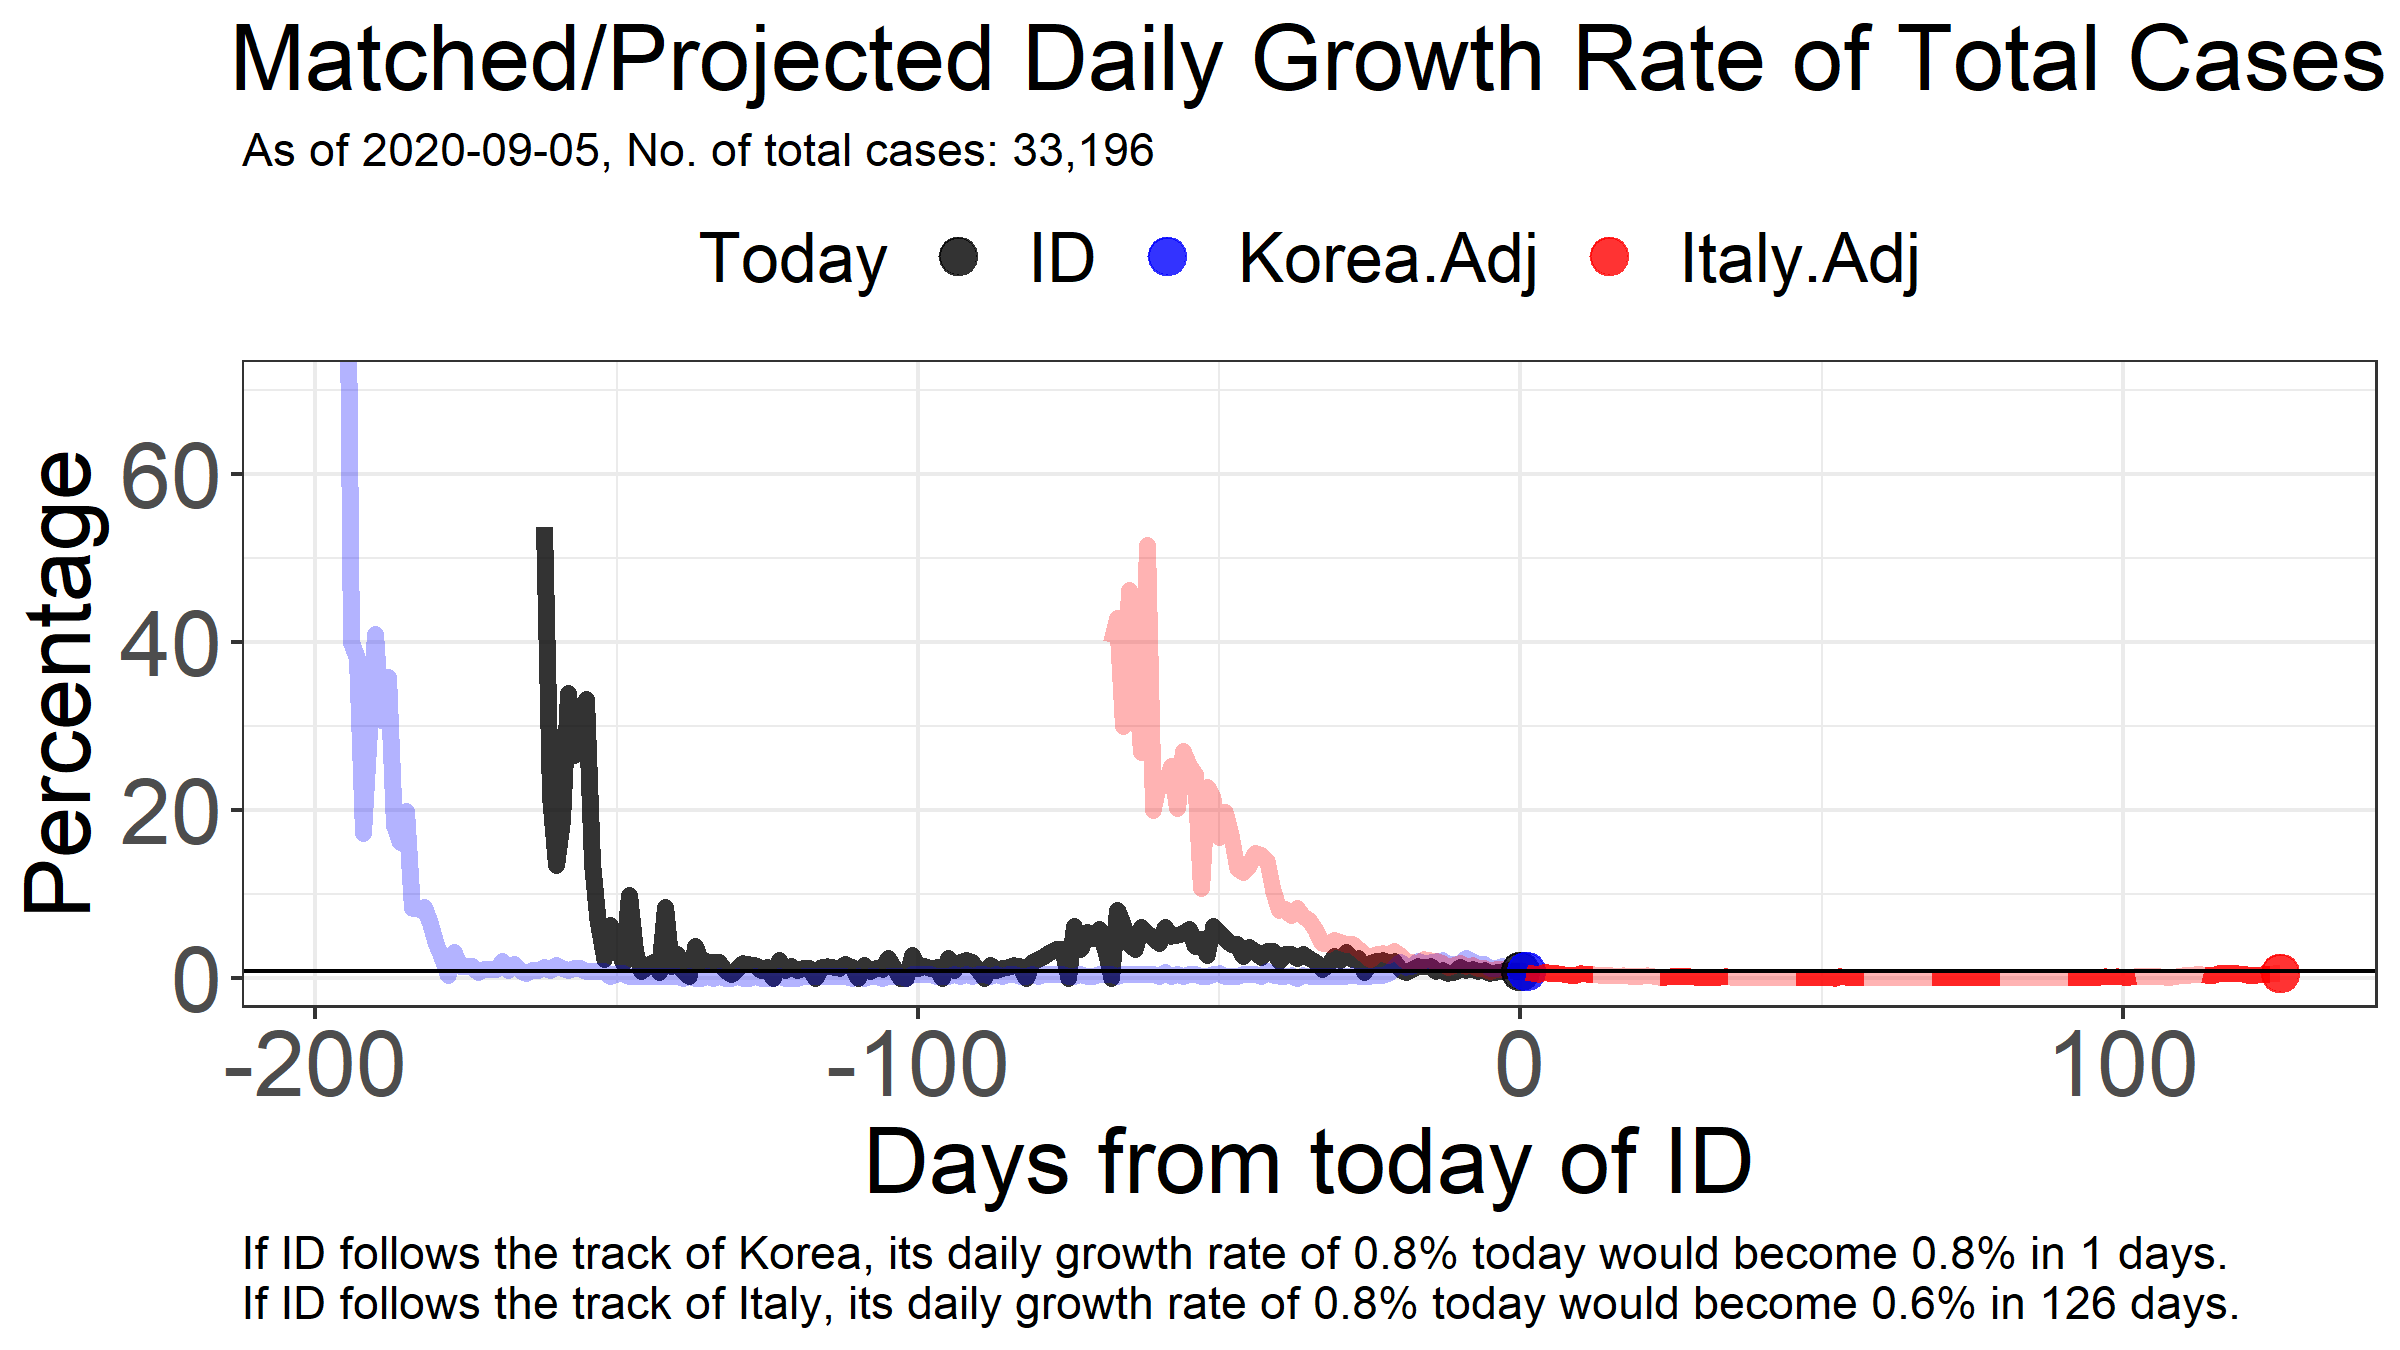 Matched/Projected Daily Growth Rate of Total Cases
As of 2020-09-05, No. of total cases: 33,196
Today ID Korea.Adj Italy.Adj
Percentage
60
40
20
0
-200 -100 0 100
Days from today of ID
If ID follows the track of Korea, its daily growth rate of 0.8% today would become 0.8% in 1 days.
If ID follows the track of Italy, its daily growth rate of 0.8% today would become 0.6% in 126 days.